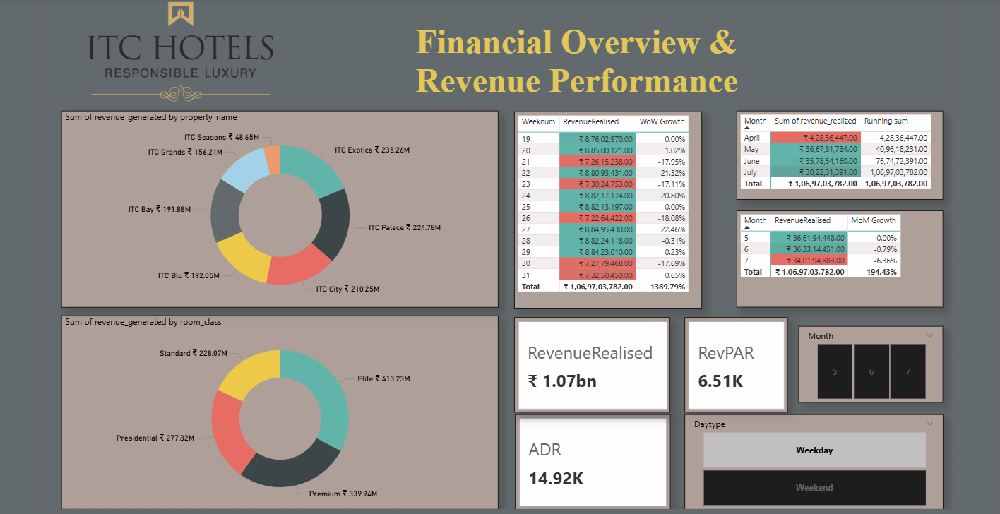 ITC HOTELS
RESPONSIBLE LUXURY
Financial Overview &
Revenue Performance
Sum of revenue_generated by property_name
ITC Seasons ₹ 48.65M
ITC Grands ₹ 156.21M
ITC Exotica ₹ 235.26M
ITC Bay ₹ 191.88M
ITC Palace ₹ 224.78M
ITC Blu ₹ 192.05M
ITC City ₹ 210.25M
Weeknum RevenueRealised WoW Growth
19 ₹ 8,76,02,970.00 0.00%
20 ₹ 8,85,00,121.00 1.02%
21 ₹ 7,26,15,238.00 -17.95%
22 ₹ 8,80,93,431.00 21.32%
23 ₹ 7,30,24,753.00 -17.11%
24 ₹ 8,82,17,174.00 20.80%
25 ₹ 8,82,13,197.00 -0.00%
26 ₹ 7,22,64,422.00 -18.08%
27 ₹ 8,84,95,430.00 22.46%
28 ₹ 8,82,24,118.00 -0.31%
29 ₹ 8,84,23,010.00 0.23%
30 ₹ 7,27,79,468.00 -17.69%
31 ₹ 7,32,50,450.00 0.65%
Total ₹ 1,06,97,03,782.00 1369.79%
Month Sum of revenue_realized Running sum
April ₹ 4,28,36,447.00 4,28,36,447.00
May ₹ 36,67,81,784.00 40,96,18,231.00
June ₹ 35,78,54,160.00 76,74,72,391.00
July ₹ 30,22,31,391.00 1,06,97,03,782.00
Total ₹ 1,06,97,03,782.00 1,06,97,03,782.00
Month RevenueRealised MoM Growth
5 ₹ 36,61,94,448.00 0.00%
6 ₹ 36,33,14,451.00 -0.79%
7 ₹ 34,01,94,883.00 -6.36%
Total ₹ 1,06,97,03,782.00 194.43%
Sum of revenue_generated by room_class
Standard ₹ 228.07M
Elite ₹ 413.23M
Presidential ₹ 277.82M
Premium ₹ 339.94M
RevenueRealised
₹ 1.07bn
RevPAR
6.51K
Month
5 6 7
ADR
14.92K
Daytype
Weekday
Weekend